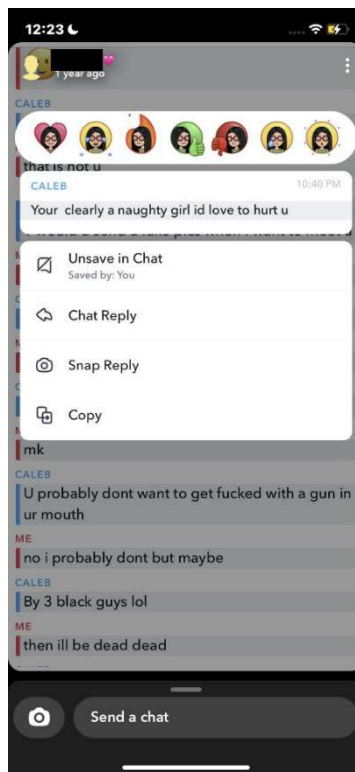 12:23
1 year ago
CALEB
that is not u
CALEB 10:40 PM
Your clearly a naughty girl id love to hurt u
Unsave in Chat
Saved by: You
Chat Reply
Snap Reply
Copy
mk
CALEB
U probably dont want to get fucked with a gun in
ur mouth
ME
no i probably dont but maybe
CALEB
By 3 black guys lol
ME
then ill be dead dead
Send a chat